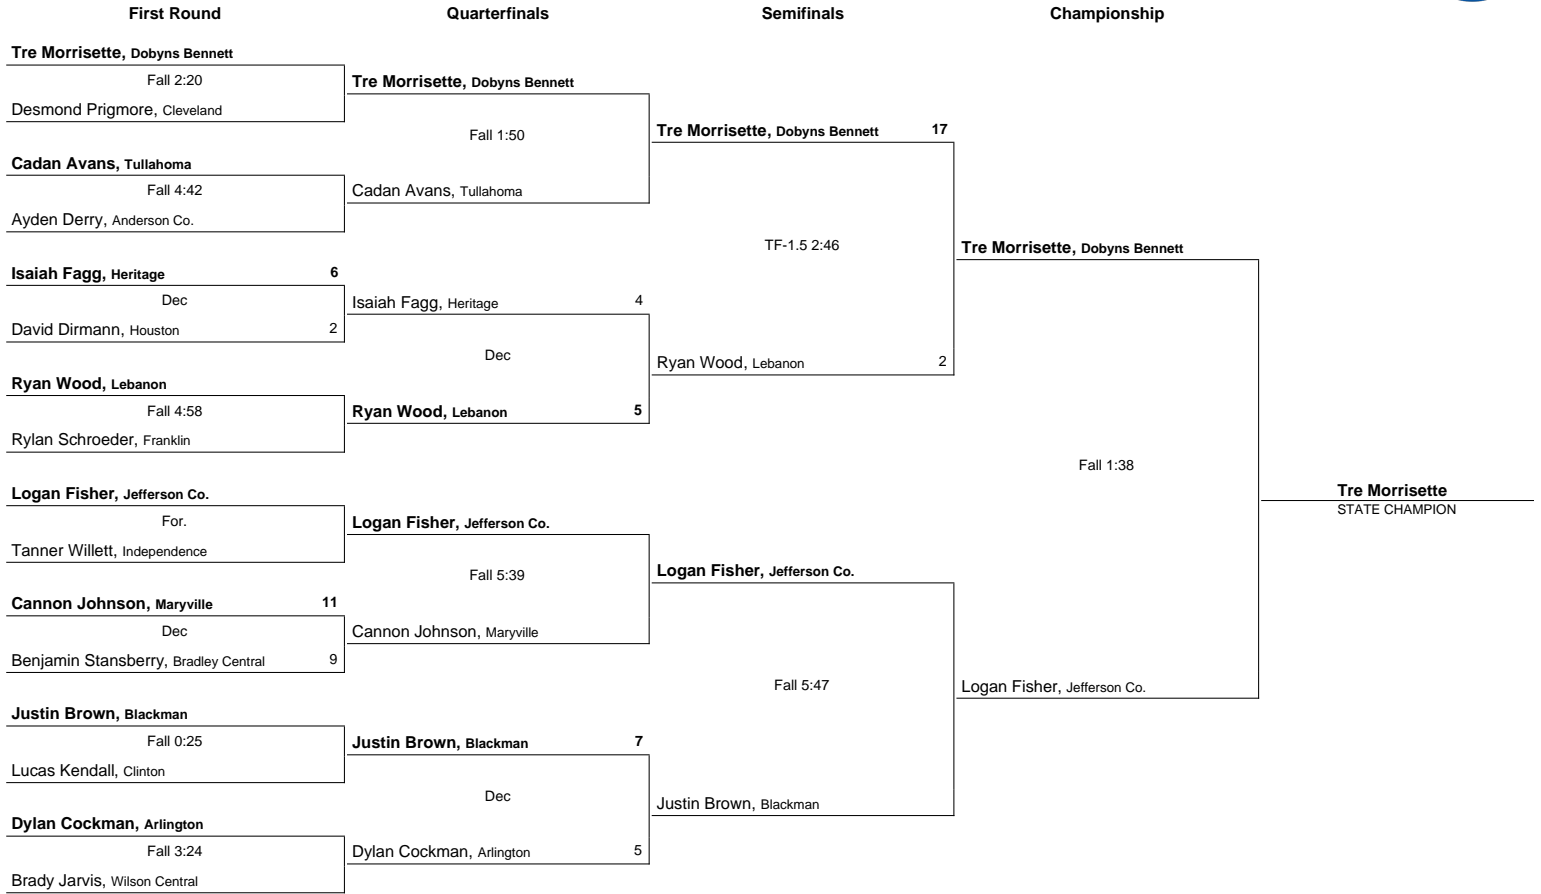 First Round
Quarterfinals
Semifinals
Championship
Tre Morrisette, Dobyns Bennett
Fall 2:20
Desmond Prigmore, Cleveland
Cadan Avans, Tullahoma
Fall 4:42
Ayden Derry, Anderson Co.
Isaiah Fagg, Heritage 6
Dec
David Dirmann, Houston 2
Ryan Wood, Lebanon
Fall 4:58
Rylan Schroeder, Franklin
Logan Fisher, Jefferson Co.
For.
Tanner Willett, Independence
Cannon Johnson, Maryville 11
Dec
Benjamin Stansberry, Bradley Central 9
Justin Brown, Blackman
Fall 0:25
Lucas Kendall, Clinton
Dylan Cockman, Arlington
Fall 3:24
Brady Jarvis, Wilson Central
Tre Morrisette, Dobyns Bennett
Fall 1:50
Cadan Avans, Tullahoma
Isaiah Fagg, Heritage 4
Dec
Ryan Wood, Lebanon 5
Logan Fisher, Jefferson Co.
Fall 5:39
Cannon Johnson, Maryville
Justin Brown, Blackman 7
Dec
Dylan Cockman, Arlington 5
Tre Morrisette, Dobyns Bennett 17
TF-1.5 2:46
Ryan Wood, Lebanon 2
Logan Fisher, Jefferson Co.
Fall 5:47
Justin Brown, Blackman
Tre Morrisette, Dobyns Bennett
Fall 1:38
Logan Fisher, Jefferson Co.
Tre Morrisette
STATE CHAMPION